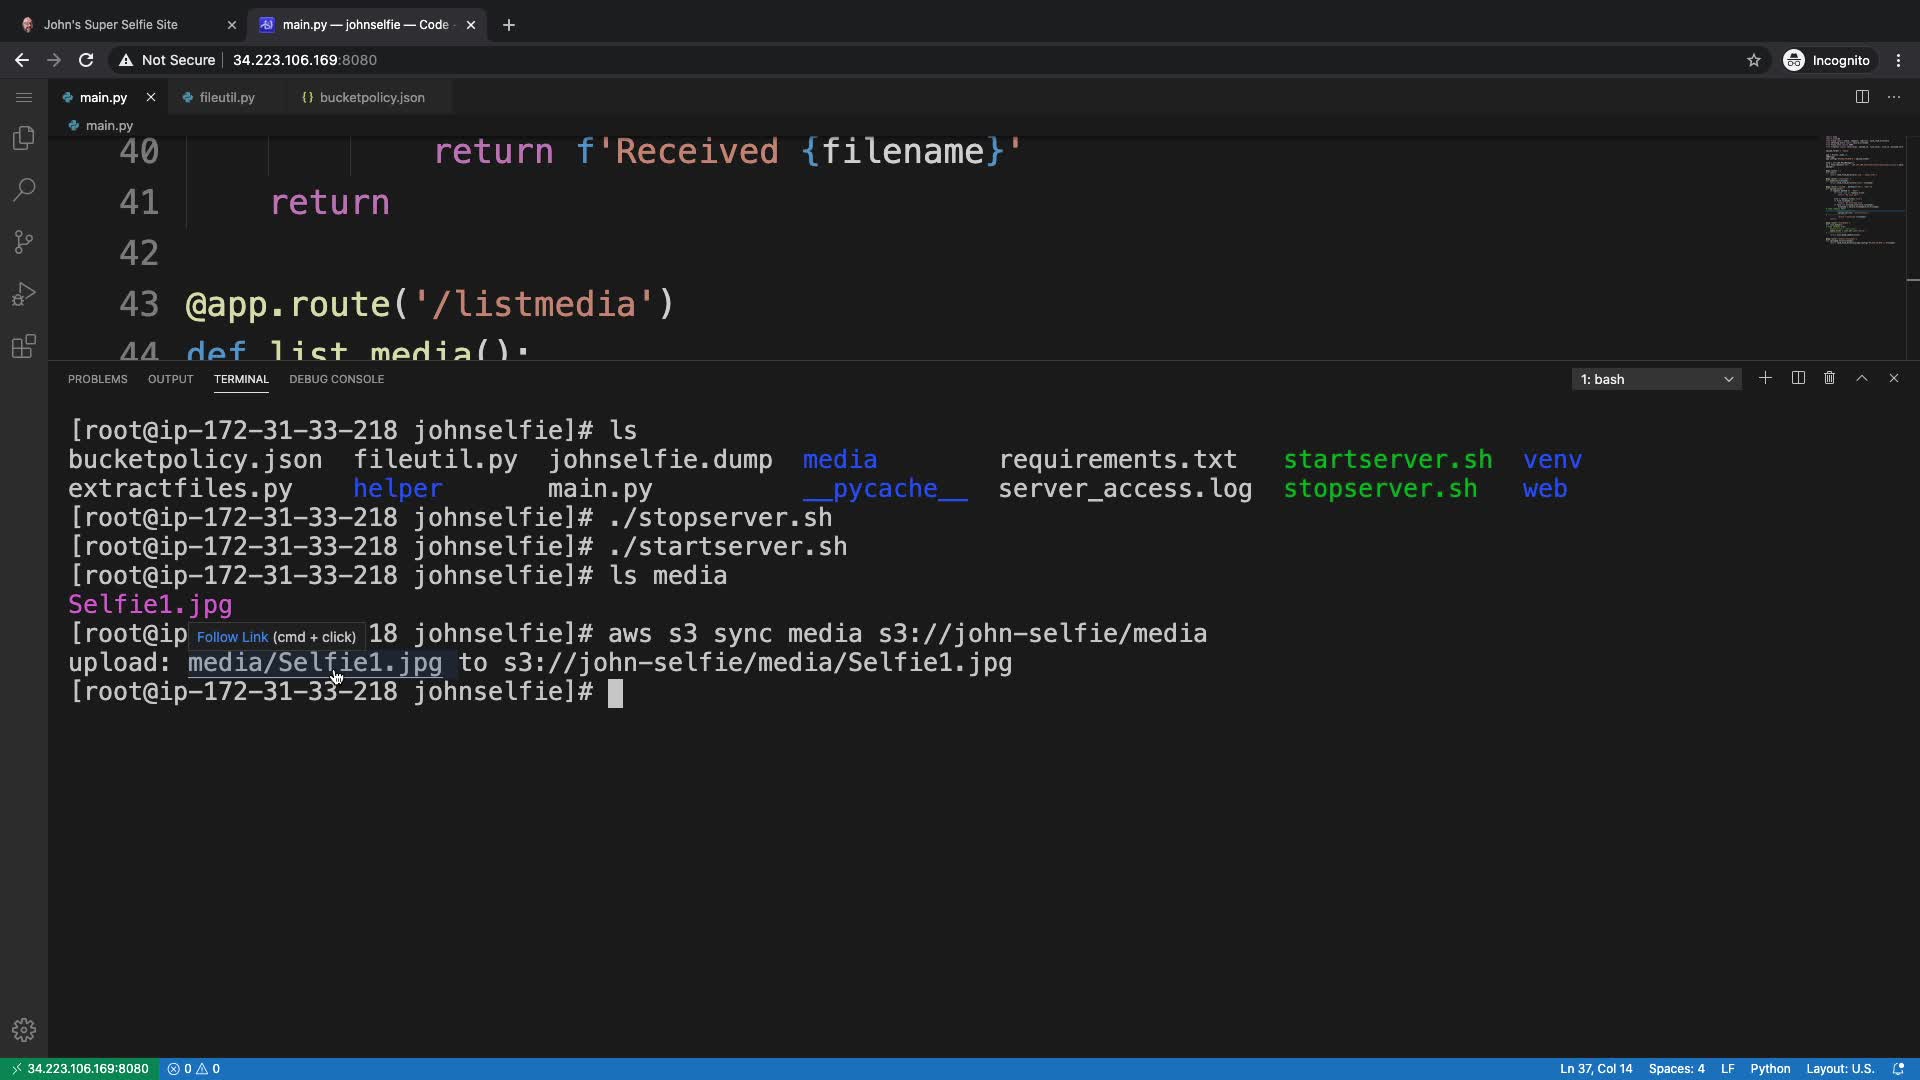 John's Super Selfie Site
main.py — johnselfie — Code -
Not Secure 34.223.106.169:8080
Incognito
main.py fileutil.py {} bucketpolicy.json
main.py
40 return f'Received {filename}'
41 return
42
43 @app.route('/listmedia')
44 def list_media():
PROBLEMS OUTPUT TERMINAL DEBUG CONSOLE
1: bash
[root@ip-172-31-33-218 johnselfie]# ls
bucketpolicy.json fileutil.py johnselfie.dump media requirements.txt startserver.sh venv
extractfiles.py helper main.py __pycache__ server_access.log stopserver.sh web
[root@ip-172-31-33-218 johnselfie]# ./stopserver.sh
[root@ip-172-31-33-218 johnselfie]# ./startserver.sh
[root@ip-172-31-33-218 johnselfie]# ls media
Selfie1.jpg
[root@ip 18 johnselfie]# aws s3 sync media s3://john-selfie/media
Follow Link (cmd + click)
upload: media/Selfie1.jpg to s3://john-selfie/media/Selfie1.jpg
[root@ip-172-31-33-218 johnselfie]#
34.223.106.169:8080 0 0 Ln 37, Col 14 Spaces: 4 LF Python Layout: U.S.